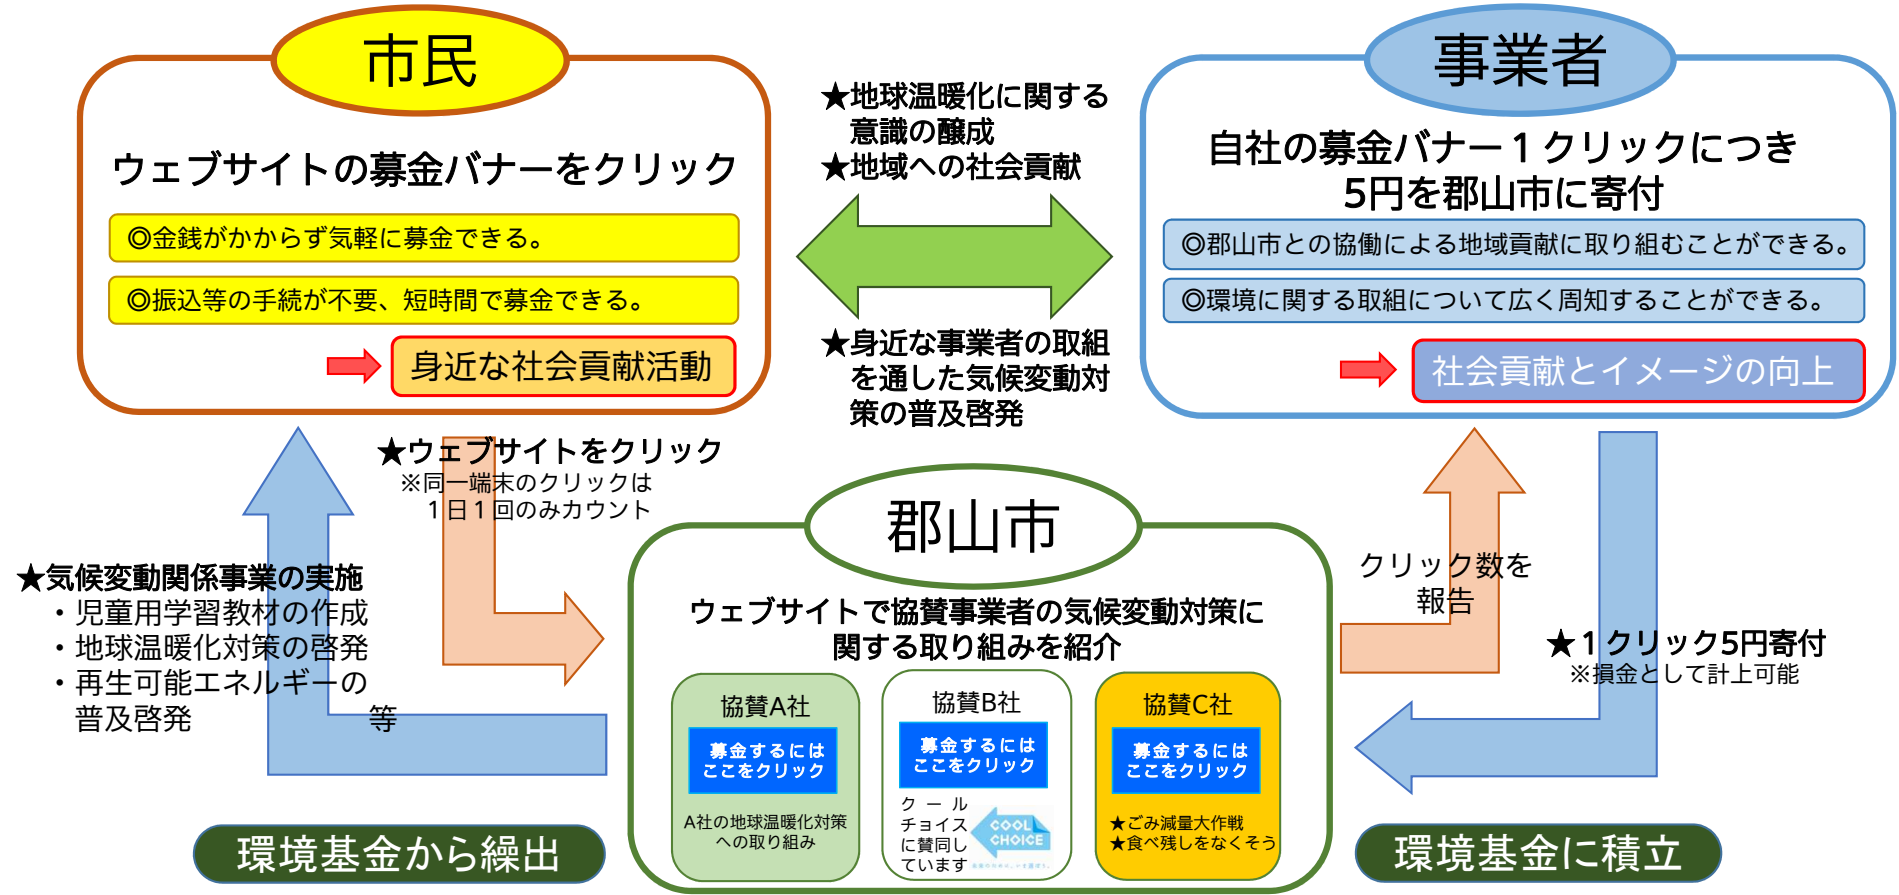 市民
ウェブサイトの募金バナーをクリック
◎金銭がかからず気軽に募金できる。
◎振込等の手続が不要、短時間で募金できる。
身近な社会貢献活動
★地球温暖化に関する
意識の醸成
★地域への社会貢献
★身近な事業者の取組
を通した気候変動対
策の普及啓発
事業者
自社の募金バナー１クリックにつき
5円を郡山市に寄付
◎郡山市との協働による地域貢献に取り組むことができる。
◎環境に関する取組について広く周知することができる。
社会貢献とイメージの向上
★ウェブサイトをクリック
※同一端末のクリックは
１日１回のみカウント
★気候変動関係事業の実施
・児童用学習教材の作成
・地球温暖化対策の啓発
・再生可能エネルギーの
普及啓発 等
環境基金から繰出
郡山市
ウェブサイトで協賛事業者の気候変動対策に
関する取り組みを紹介
協賛A社
募金するには
ここをクリック
A社の地球温暖化対策
への取り組み
協賛B社
募金するには
ここをクリック
クール
チョイス
に賛同し
ています
COOL
CHOICE
協賛C社
募金するには
ここをクリック
★ごみ減量大作戦
★食べ残しをなくそう
クリック数を
報告
★１クリック5円寄付
※損金として計上可能
環境基金に積立